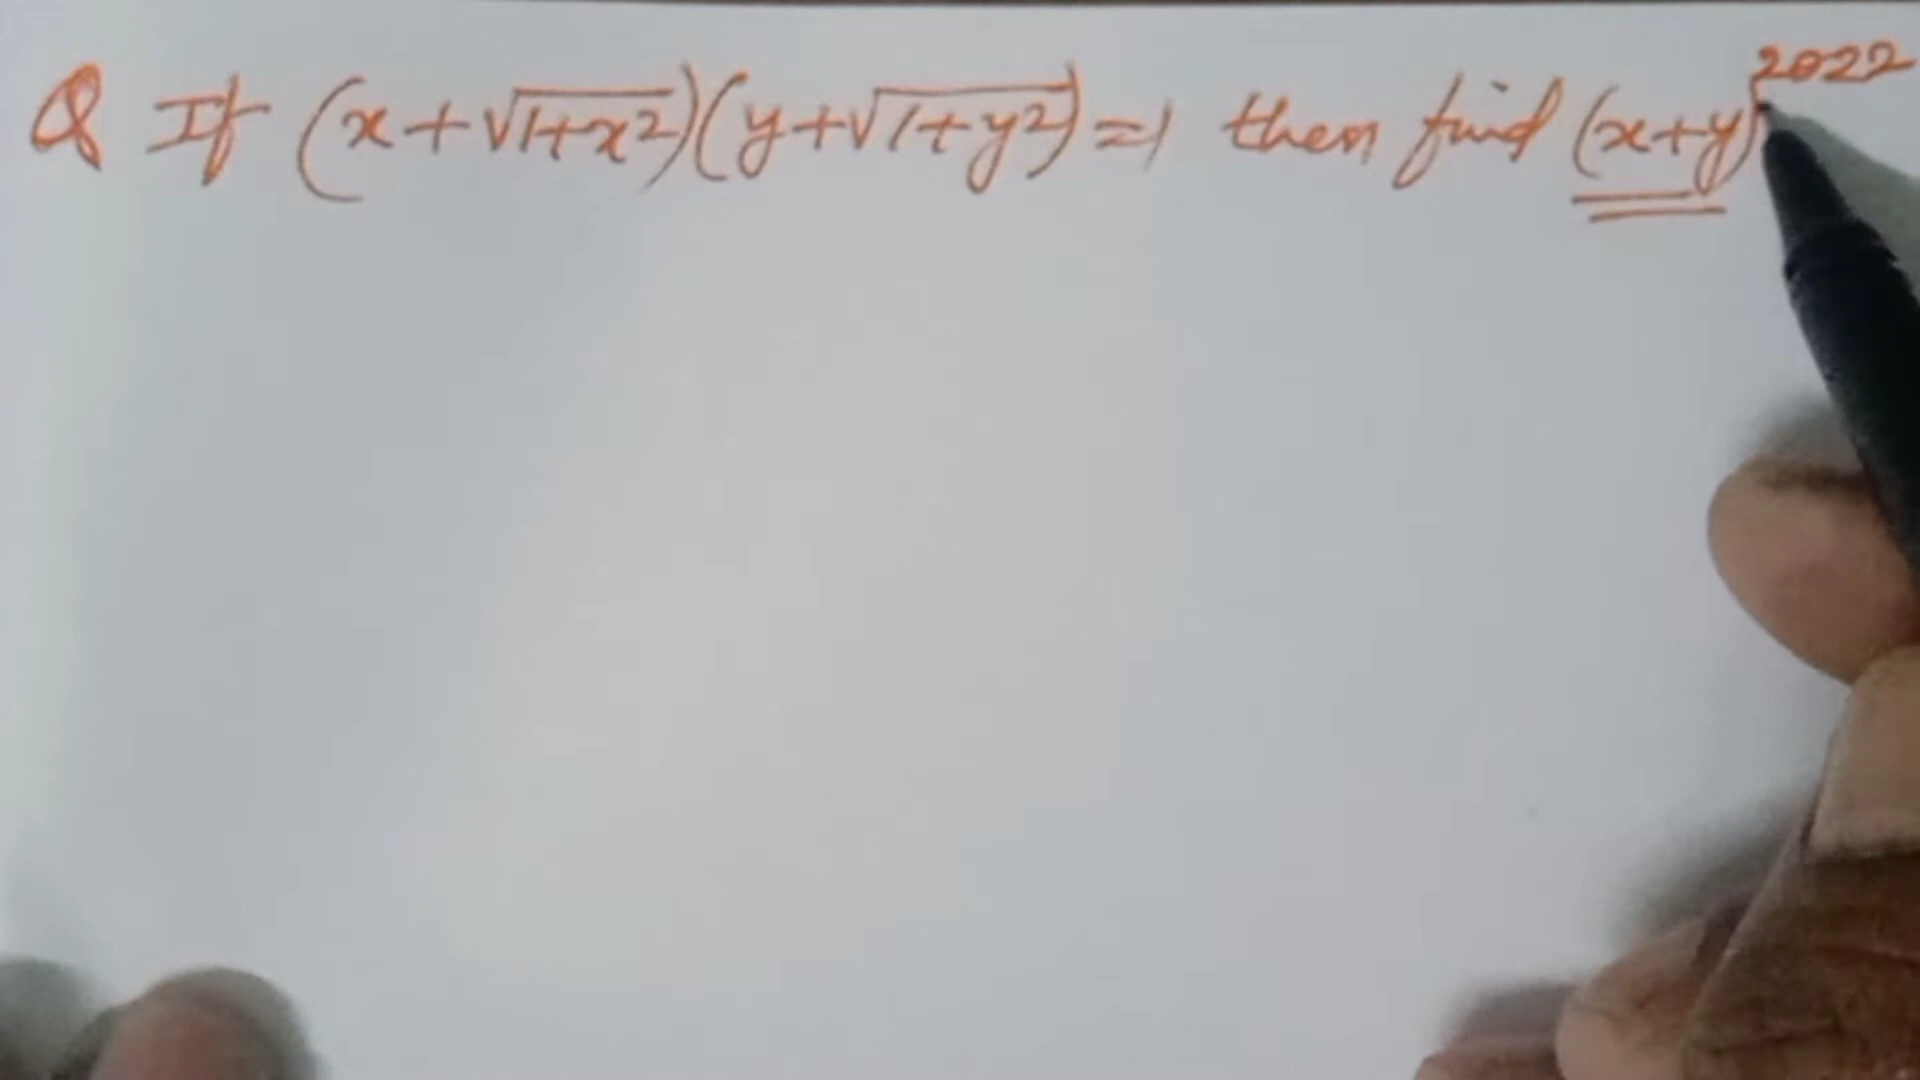 Q If (x+√1+x²)(y+√1+y²)=1 then find (x+y)²⁰²²